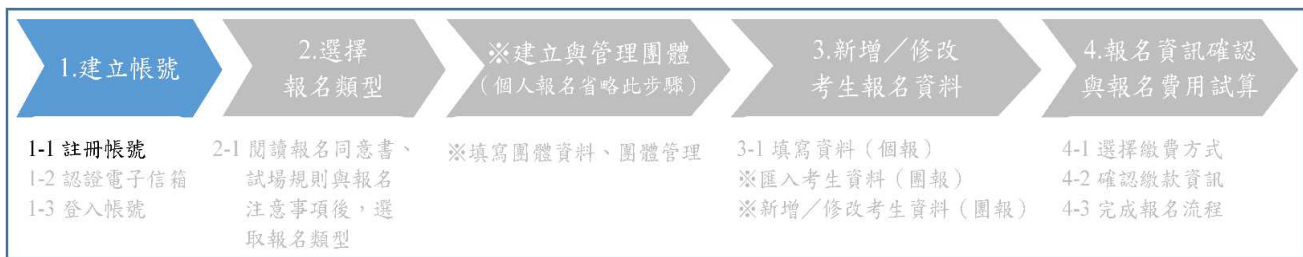 1.建立帳號
2.選擇
報名類型
※建立與管理團體
（個人報名省略此步驟）
3.新增／修改
考生報名資料
4.報名資訊確認
與報名費用試算
1-1 註冊帳號
1-2 認證電子信箱
1-3 登入帳號
2-1 閱讀報名同意書、
試場規則與報名
注意事項後，選
取報名類型
※填寫團體資料、團體管理
3-1 填寫資料（個報）
※匯入考生資料（團報）
※新增／修改考生資料（團報）
4-1 選擇繳費方式
4-2 確認繳款資訊
4-3 完成報名流程